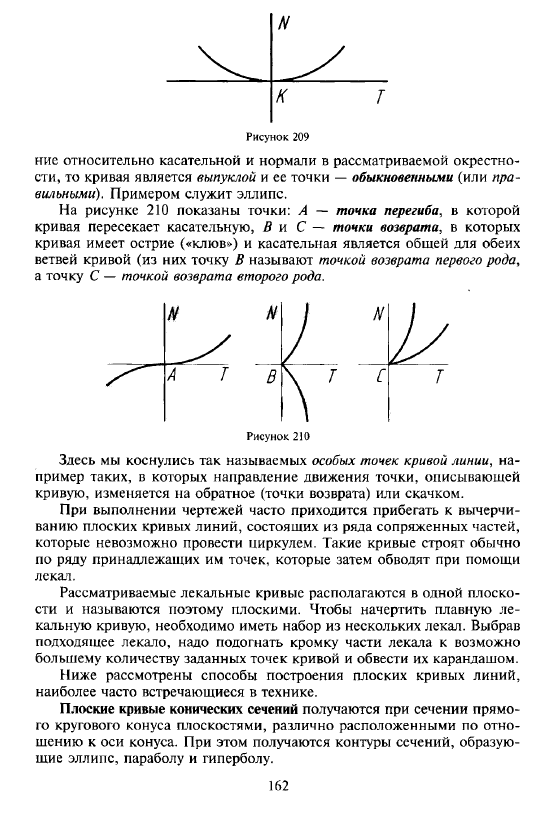 N
K
T
Рисунок 209
ние относительно касательной и нормали в рассматриваемой окрестно-
сти, то кривая является выпуклой и ее точки — обыкновенными (или пра-
вильными). Примером служит эллипс.
На рисунке 210 показаны точки: A — точка перегиба, в которой
кривая пересекает касательную, B и C — точки возврата, в которых
кривая имеет острие («клюв») и касательная является общей для обеих
ветвей кривой (из них точку B называют точкой возврата первого рода,
а точку C — точкой возврата второго рода.
N N N
A T B T C T
Рисунок 210
Здесь мы коснулись так называемых особых точек кривой линии, на-
пример таких, в которых направление движения точки, описывающей
кривую, изменяется на обратное (точки возврата) или скачком.
При выполнении чертежей часто приходится прибегать к вычерчи-
ванию плоских кривых линий, состоящих из ряда сопряженных частей,
которые невозможно провести циркулем. Такие кривые строят обычно
по ряду принадлежащих им точек, которые затем обводят при помощи
лекал.
Рассматриваемые лекальные кривые располагаются в одной плоско-
сти и называются поэтому плоскими. Чтобы начертить плавную ле-
кальную кривую, необходимо иметь набор из нескольких лекал. Выбрав
подходящее лекало, надо подогнать кромку части лекала к возможно
большему количеству заданных точек кривой и обвести их карандашом.
Ниже рассмотрены способы построения плоских кривых линий,
наиболее часто встречающиеся в технике.
Плоские кривые конических сечений получаются при сечении прямо-
го кругового конуса плоскостями, различно расположенными по отно-
шению к оси конуса. При этом получаются контуры сечений, образую-
щие эллипс, параболу и гиперболу.
162